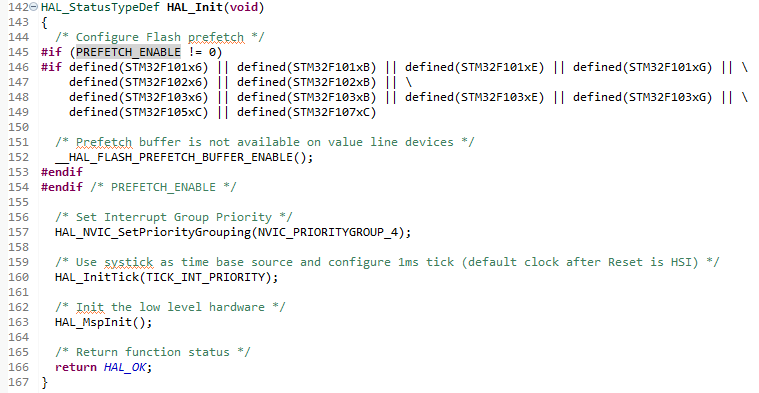 142 HAL_StatusTypeDef HAL_Init(void)
143 {
144   /* Configure Flash prefetch */
145 #if (PREFETCH_ENABLE != 0)
146 #if defined(STM32F101x6) || defined(STM32F101xB) || defined(STM32F101xE) || defined(STM32F101xG) || \
147     defined(STM32F102x6) || defined(STM32F102xB) || \
148     defined(STM32F103x6) || defined(STM32F103xB) || defined(STM32F103xE) || defined(STM32F103xG) || \
149     defined(STM32F105xC) || defined(STM32F107xC)
150
151   /* Prefetch buffer is not available on value line devices */
152   __HAL_FLASH_PREFETCH_BUFFER_ENABLE();
153 #endif
154 #endif /* PREFETCH_ENABLE */
155
156   /* Set Interrupt Group Priority */
157   HAL_NVIC_SetPriorityGrouping(NVIC_PRIORITYGROUP_4);
158
159   /* Use systick as time base source and configure 1ms tick (default clock after Reset is HSI) */
160   HAL_InitTick(TICK_INT_PRIORITY);
161
162   /* Init the low level hardware */
163   HAL_MspInit();
164
165   /* Return function status */
166   return HAL_OK;
167 }